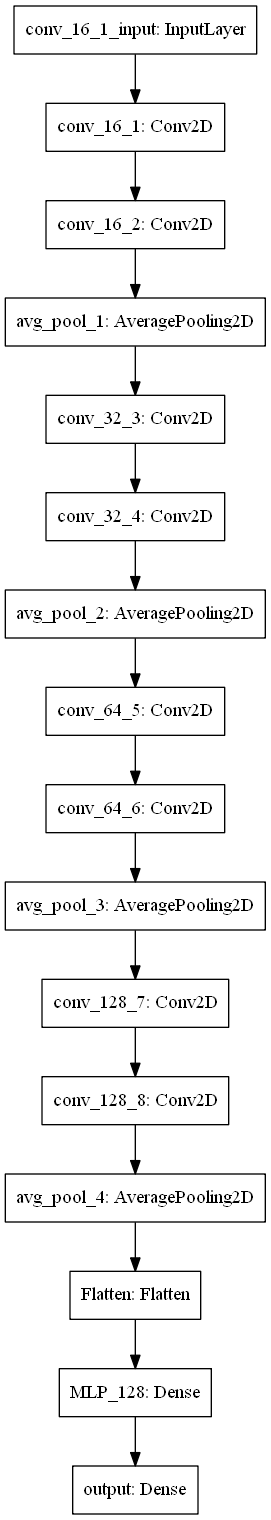 conv_16_1_input: InputLayer
conv_16_1: Conv2D
conv_16_2: Conv2D
avg_pool_1: AveragePooling2D
conv_32_3: Conv2D
conv_32_4: Conv2D
avg_pool_2: AveragePooling2D
conv_64_5: Conv2D
conv_64_6: Conv2D
avg_pool_3: AveragePooling2D
conv_128_7: Conv2D
conv_128_8: Conv2D
avg_pool_4: AveragePooling2D
Flatten: Flatten
MLP_128: Dense
output: Dense